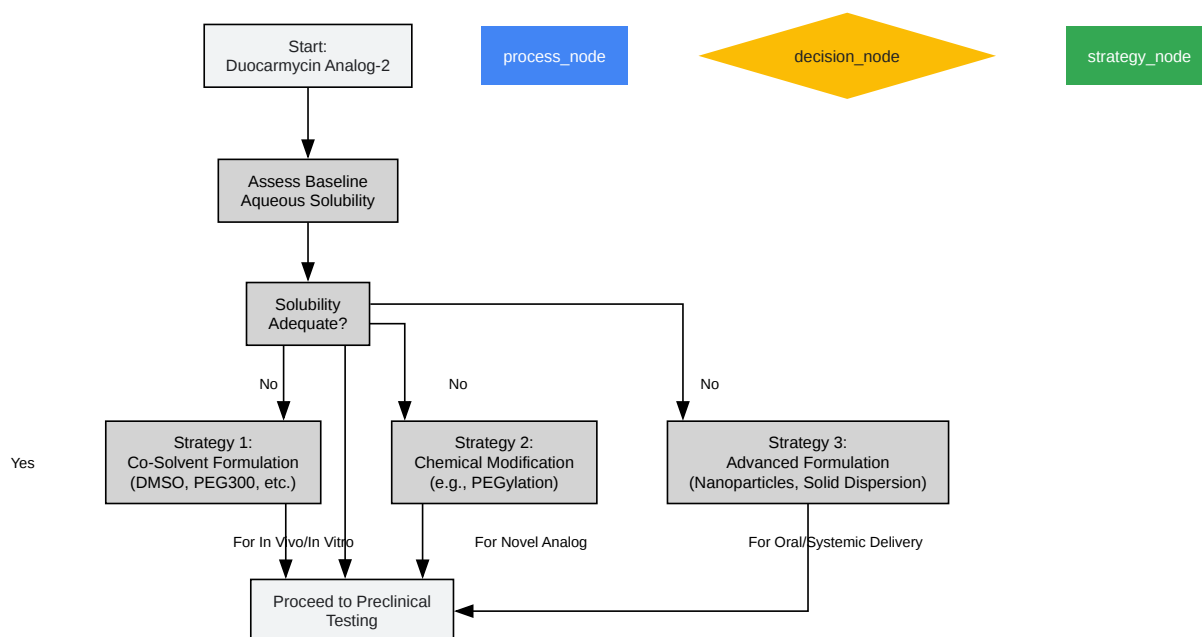 Start:
Duocarmycin Analog-2
process_node
decision_node
strategy_node
Assess Baseline
Aqueous Solubility
Solubility
Adequate?
No
No
No
Yes
Strategy 1:
Co-Solvent Formulation
(DMSO, PEG300, etc.)
Strategy 2:
Chemical Modification
(e.g., PEGylation)
Strategy 3:
Advanced Formulation
(Nanoparticles, Solid Dispersion)
For In Vivo/In Vitro
For Novel Analog
For Oral/Systemic Delivery
Proceed to Preclinical
Testing